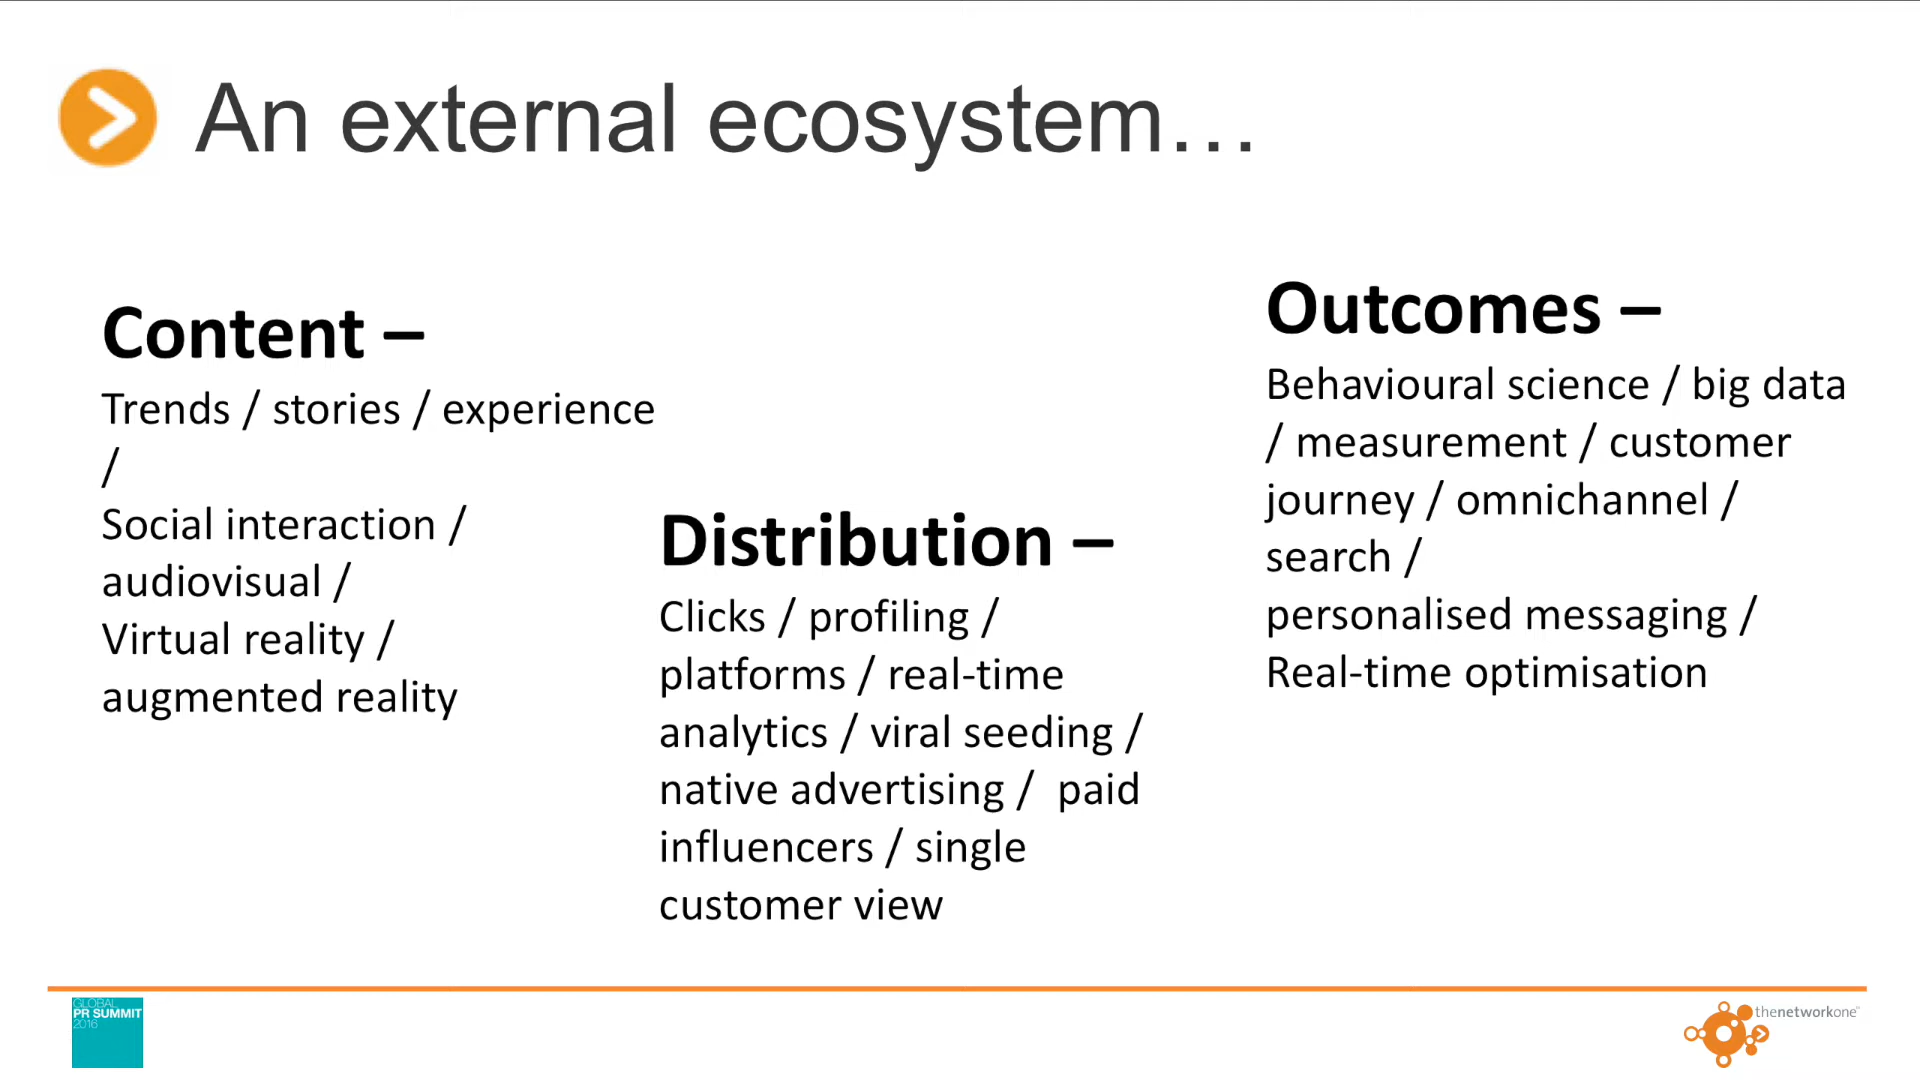 An external ecosystem…
Content –
Trends / stories / experience
/
Social interaction /
audiovisual /
Virtual reality /
augmented reality
Distribution –
Clicks / profiling /
platforms / real-time
analytics / viral seeding /
native advertising /  paid
influencers / single
customer view
Outcomes –
Behavioural science / big data
/ measurement / customer
journey / omnichannel /
search /
personalised messaging /
Real-time optimisation
GLOBAL
PR SUMMIT
2016
thenetworkone™